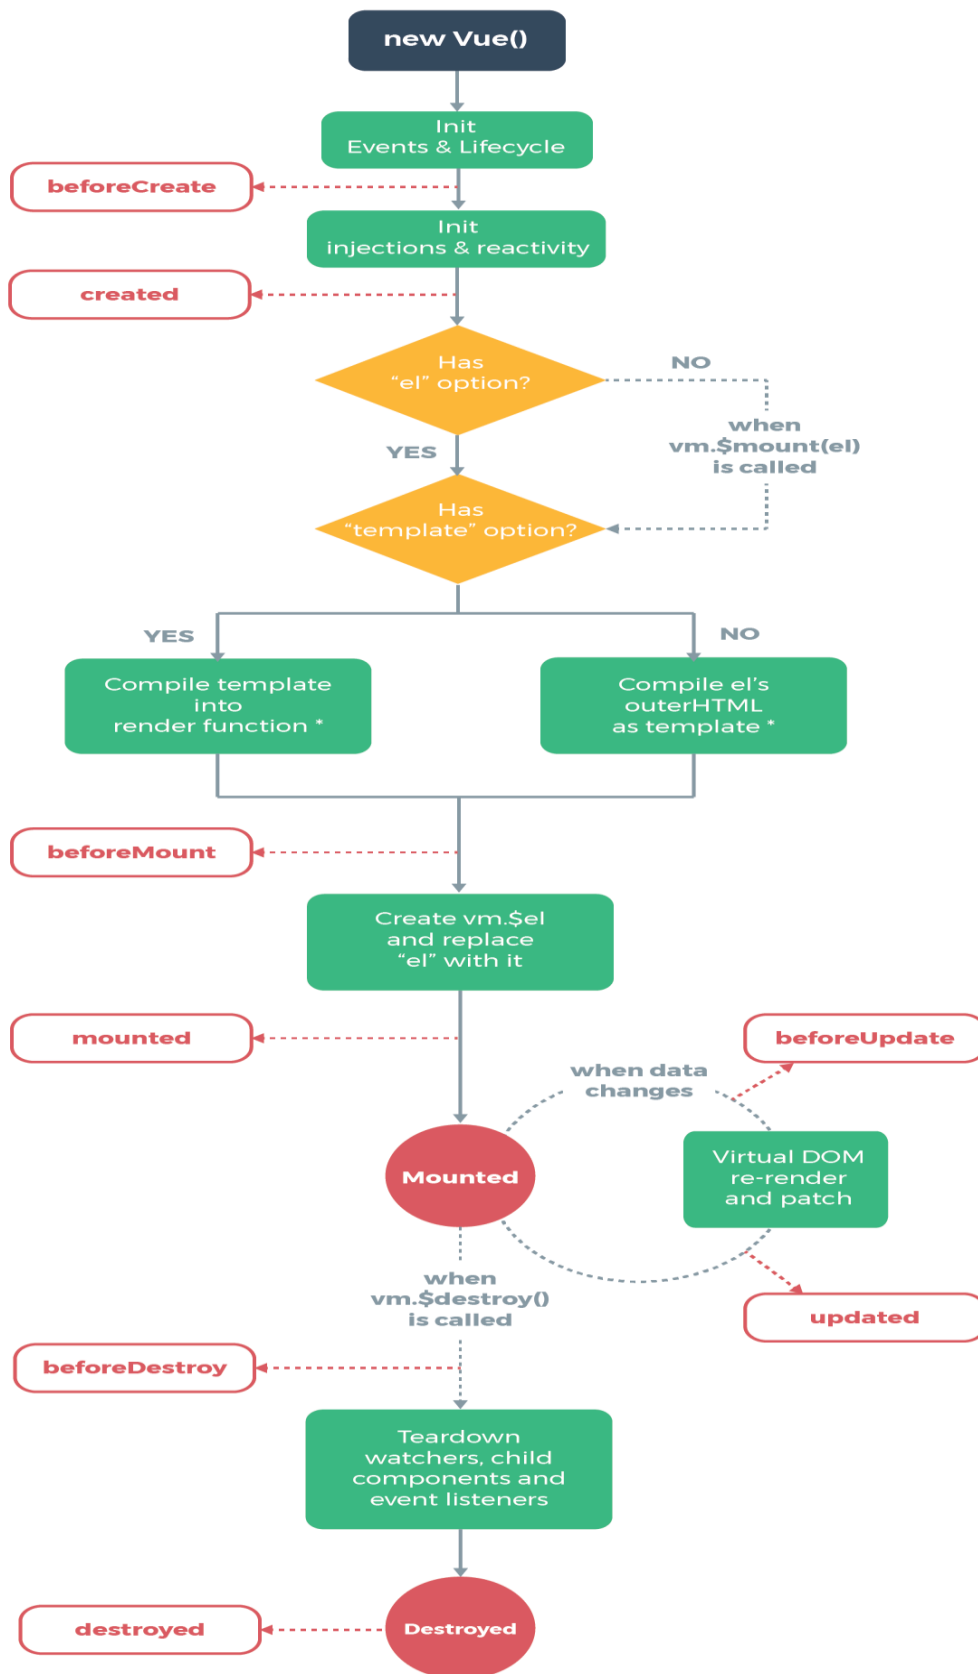 new Vue()
Init
Events & Lifecycle
beforeCreate
Init
injections & reactivity
created
Has
“el” option?
NO
when
vm.$mount(el)
is called
YES
Has
“template” option?
YES
NO
Compile template
into
render function *
Compile el’s
outerHTML
as template *
beforeMount
Create vm.$el
and replace
“el” with it
mounted
beforeUpdate
when data
changes
Mounted
Virtual DOM
re-render
and patch
when
vm.$destroy()
is called
updated
beforeDestroy
Teardown
watchers, child
components and
event listeners
destroyed
Destroyed